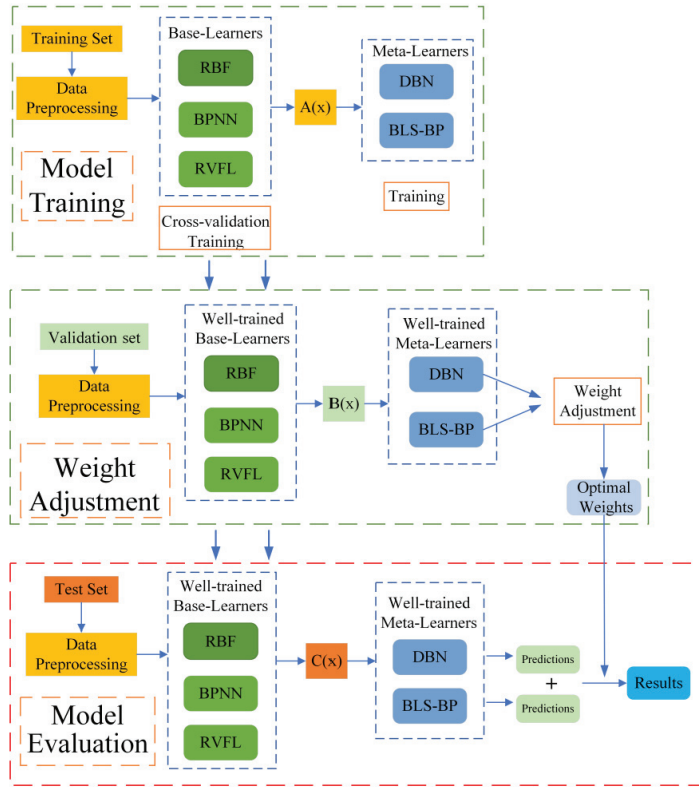 Training Set
Data
Preprocessing
Base-Learners
RBF
BPNN
RVFL
A(x)
Meta-Learners
DBN
BLS-BP
Model
Training
Cross-validation
Training
Training
Validation set
Data
Preprocessing
Well-trained
Base-Learners
RBF
BPNN
RVFL
B(x)
Well-trained
Meta-Learners
DBN
BLS-BP
Weight
Adjustment
Optimal
Weights
Weight
Adjustment
Test Set
Data
Preprocessing
Well-trained
Base-Learners
RBF
BPNN
RVFL
C(x)
Well-trained
Meta-Learners
DBN
BLS-BP
Predictions
+
Predictions
Results
Model
Evaluation